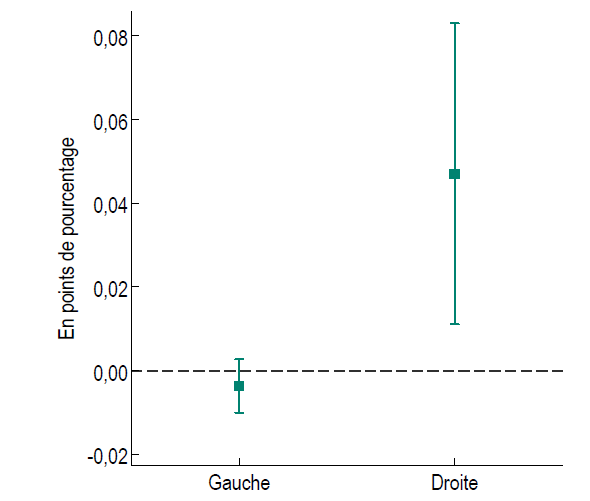 En points de pourcentage
0,08
0,06
0,04
0,02
0,00
-0,02
Gauche
Droite